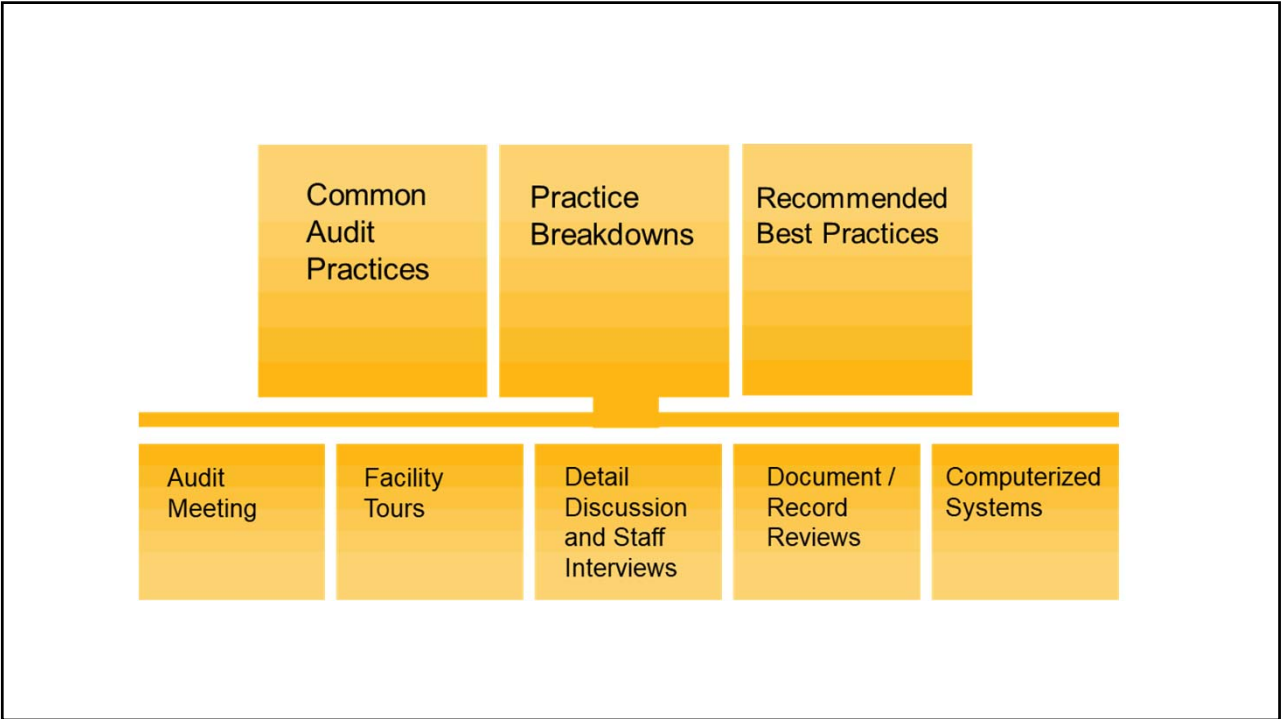 Common
Audit
Practices
Practice
Breakdowns
Recommended
Best Practices
Audit
Meeting
Facility
Tours
Detail
Discussion
and Staff
Interviews
Document /
Record
Reviews
Computerized
Systems